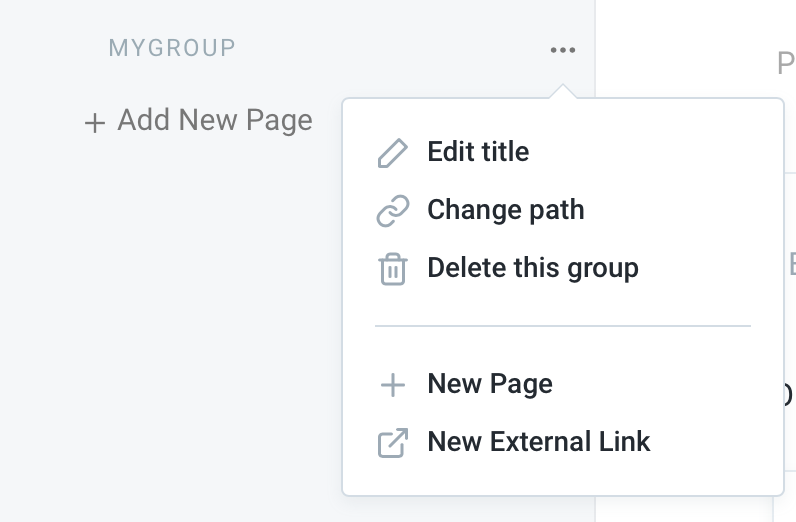 MYGROUP
+ Add New Page
Edit title
Change path
Delete this group
New Page
New External Link